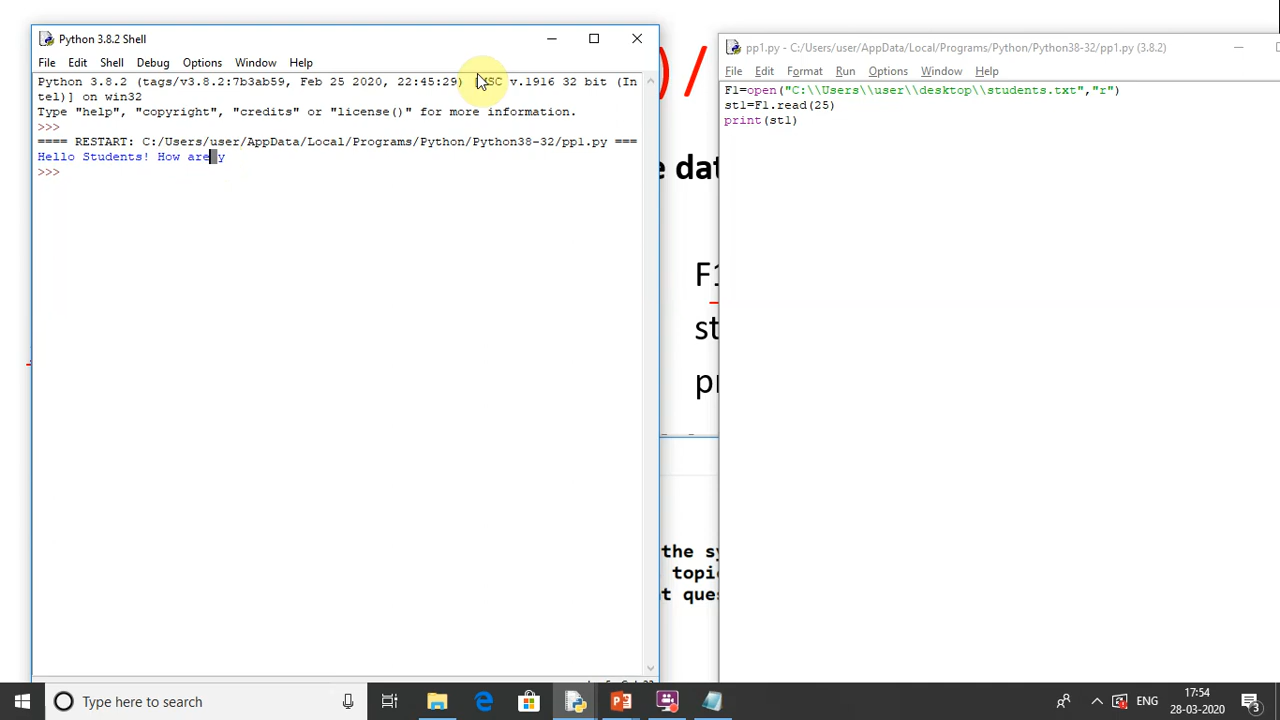 Python 3.8.2 Shell
File Edit Shell Debug Options Window Help
Python 3.8.2 (tags/v3.8.2:7b3ab59, Feb 25 2020, 22:45:29) [MSC v.1916 32 bit (In
tel)] on win32
Type "help", "copyright", "credits" or "license()" for more information.
>>>
==== RESTART: C:/Users/user/AppData/Local/Programs/Python/Python38-32/pp1.py ===
Hello Students! How are y
>>>
)/
e dat
F1
st
pr
the sy
topic
t ques
pp1.py - C:/Users/user/AppData/Local/Programs/Python/Python38-32/pp1.py (3.8.2)
File Edit Format Run Options Window Help
F1=open("C:\\Users\\user\\desktop\\students.txt","r")
st1=F1.read(25)
print(st1)
Type here to search
ENG
17:54
28-03-2020
3